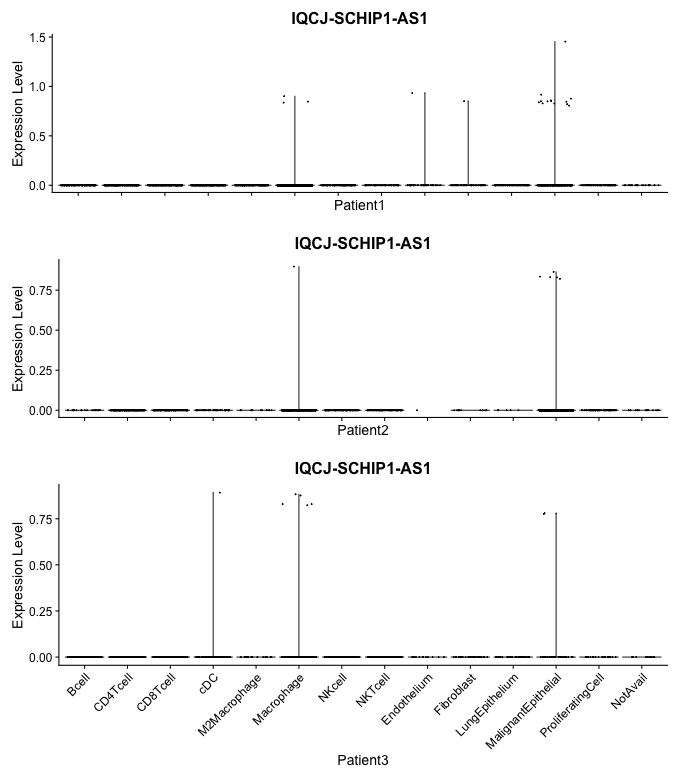 IQCJ-SCHIP1-AS1
Expression Level
1.5
1.0
0.5
0.0
Patient1
IQCJ-SCHIP1-AS1
Expression Level
0.75
0.50
0.25
0.00
Patient2
IQCJ-SCHIP1-AS1
Expression Level
0.75
0.50
0.25
0.00
Bcell
CD4Tcell
CD8Tcell
cDC
M2Macrophage
Macrophage
NKcell
NKTcell
Endothelium
Fibroblast
LungEpithelium
MalignantEpithelial
ProliferatingCell
NotAvail
Patient3